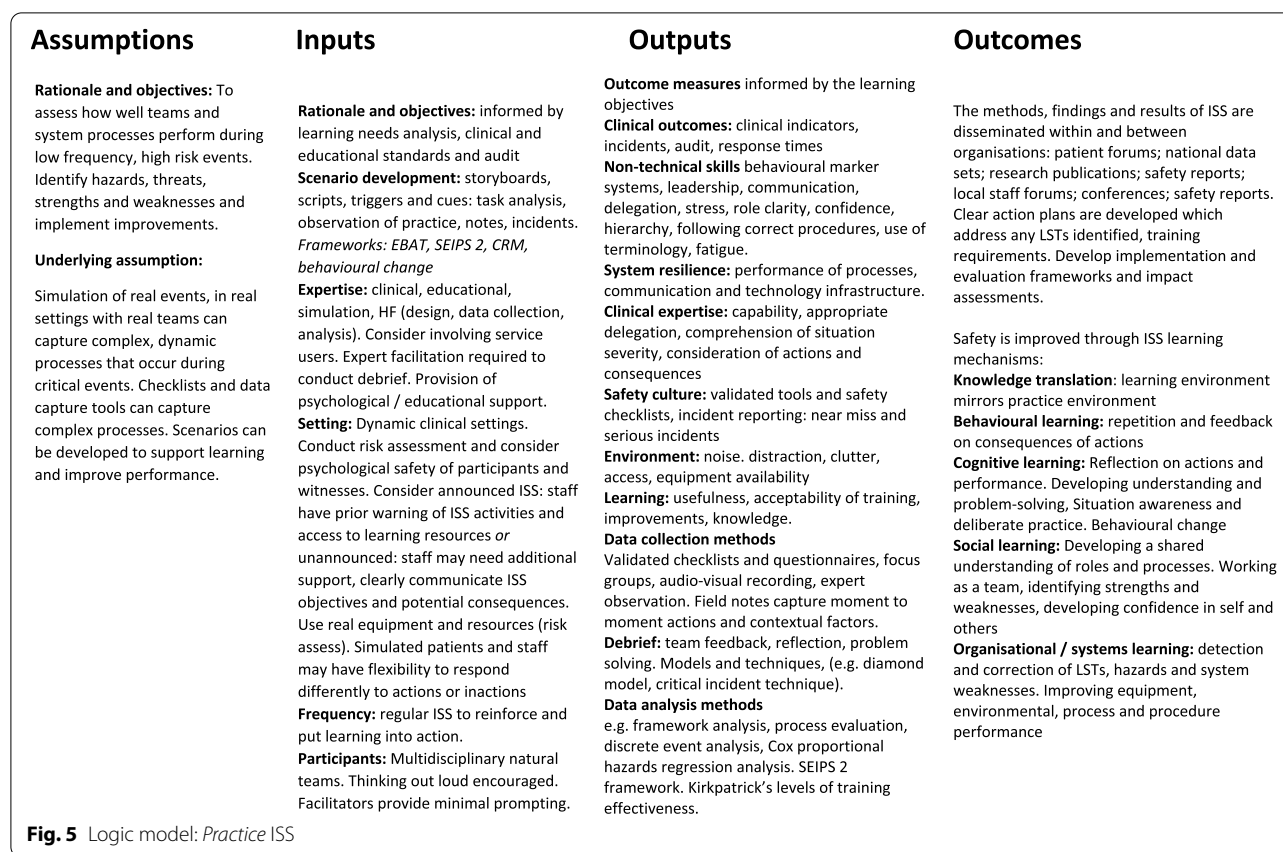 Assumptions
Rationale and objectives: To
assess how well teams and
system processes perform during
low frequency, high risk events.
Identify hazards, threats,
strengths and weaknesses and
implement improvements.
Underlying assumption:
Simulation of real events, in real
settings with real teams can
capture complex, dynamic
processes that occur during
critical events. Checklists and data
capture tools can capture
complex processes. Scenarios can
be developed to support learning
and improve performance.
Inputs
Rationale and objectives: informed by
learning needs analysis, clinical and
educational standards and audit
Scenario development: storyboards,
scripts, triggers and cues: task analysis,
observation of practice, notes, incidents.
Frameworks: EBAT, SEIPS 2, CRM,
behavioural change
Expertise: clinical, educational,
simulation, HF (design, data collection,
analysis). Consider involving service
users. Expert facilitation required to
conduct debrief. Provision of
psychological / educational support.
Setting: Dynamic clinical settings.
Conduct risk assessment and consider
psychological safety of participants and
witnesses. Consider announced ISS: staff
have prior warning of ISS activities and
access to learning resources or
unannounced: staff may need additional
support, clearly communicate ISS
objectives and potential consequences.
Use real equipment and resources (risk
assess). Simulated patients and staff
may have flexibility to respond
differently to actions or inactions
Frequency: regular ISS to reinforce and
put learning into action.
Participants: Multidisciplinary natural
teams. Thinking out loud encouraged.
Facilitators provide minimal prompting.
Outputs
Outcome measures informed by the learning
objectives
Clinical outcomes: clinical indicators,
incidents, audit, response times
Non-technical skills behavioural marker
systems, leadership, communication,
delegation, stress, role clarity, confidence,
hierarchy, following correct procedures, use of
terminology, fatigue.
System resilience: performance of processes,
communication and technology infrastructure.
Clinical expertise: capability, appropriate
delegation, comprehension of situation
severity, consideration of actions and
consequences
Safety culture: validated tools and safety
checklists, incident reporting: near miss and
serious incidents
Environment: noise. distraction, clutter,
access, equipment availability
Learning: usefulness, acceptability of training,
improvements, knowledge.
Data collection methods
Validated checklists and questionnaires, focus
groups, audio-visual recording, expert
observation. Field notes capture moment to
moment actions and contextual factors.
Debrief: team feedback, reflection, problem
solving. Models and techniques, (e.g. diamond
model, critical incident technique).
Data analysis methods
e.g. framework analysis, process evaluation,
discrete event analysis, Cox proportional
hazards regression analysis. SEIPS 2
framework. Kirkpatrick's levels of training
effectiveness.
Outcomes
The methods, findings and results of ISS are
disseminated within and between
organisations: patient forums; national data
sets; research publications; safety reports;
local staff forums; conferences; safety reports.
Clear action plans are developed which
address any LSTs identified, training
requirements. Develop implementation and
evaluation frameworks and impact
assessments.
Safety is improved through ISS learning
mechanisms:
Knowledge translation: learning environment
mirrors practice environment
Behavioural learning: repetition and feedback
on consequences of actions
Cognitive learning: Reflection on actions and
performance. Developing understanding and
problem-solving, Situation awareness and
deliberate practice. Behavioural change
Social learning: Developing a shared
understanding of roles and processes. Working
as a team, identifying strengths and
weaknesses, developing confidence in self and
others
Organisational / systems learning: detection
and correction of LSTs, hazards and system
weaknesses. Improving equipment,
environmental, process and procedure
performance
Fig. 5 Logic model: Practice ISS